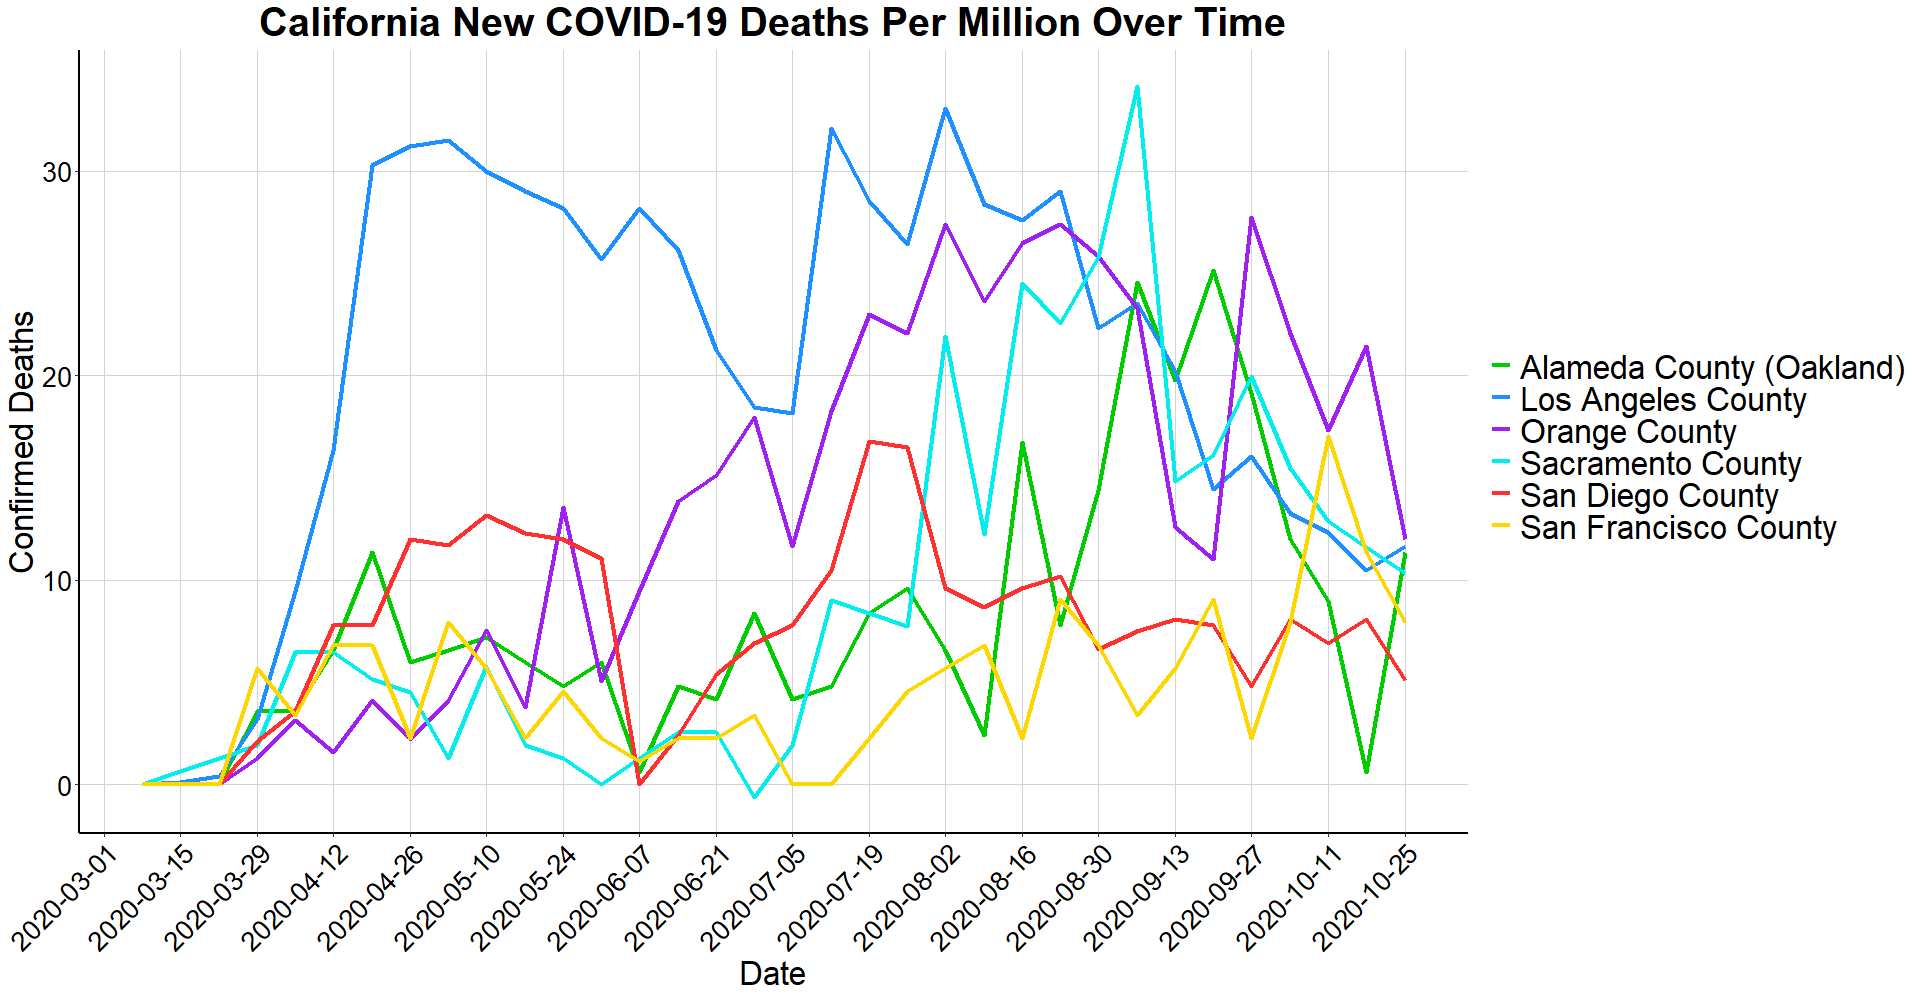 California New COVID-19 Deaths Per Million Over Time
Confirmed Deaths
30
20
10
0
2020-03-01
2020-03-15
2020-03-29
2020-04-12
2020-04-26
2020-05-10
2020-05-24
2020-06-07
2020-06-21
2020-07-05
2020-07-19
2020-08-02
2020-08-16
2020-08-30
2020-09-13
2020-09-27
2020-10-11
2020-10-25
Date
Alameda County (Oakland)
Los Angeles County
Orange County
Sacramento County
San Diego County
San Francisco County